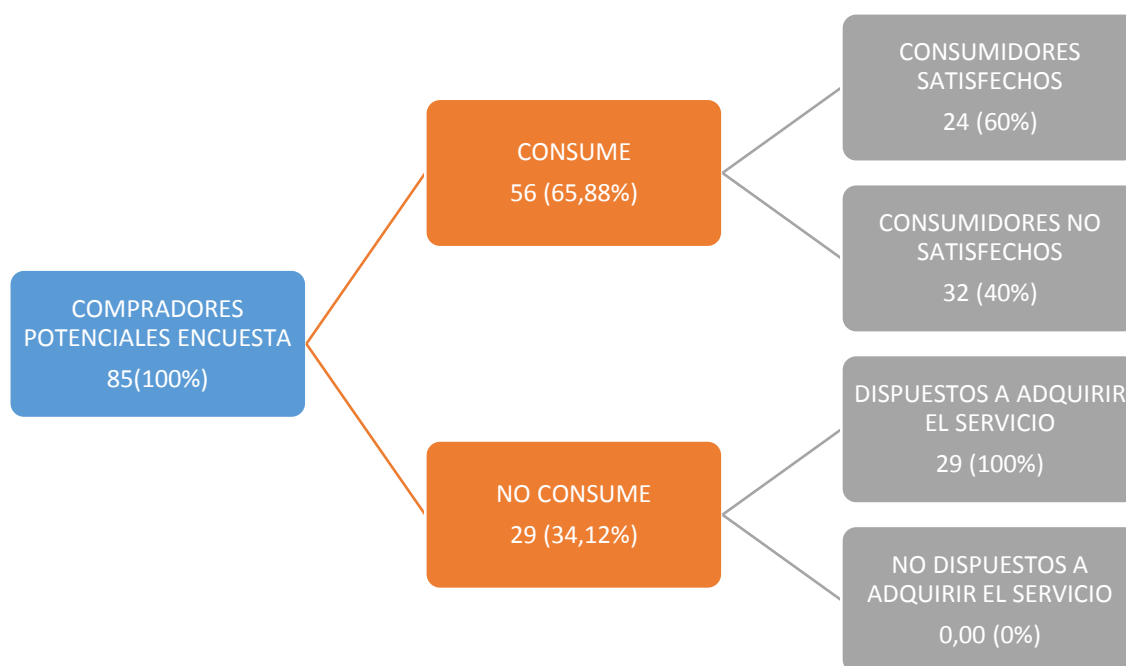 COMPRADORES
POTENCIALES ENCUESTA
85(100%)
CONSUME
56 (65,88%)
NO CONSUME
29 (34,12%)
CONSUMIDORES
SATISFECHOS
24 (60%)
CONSUMIDORES NO
SATISFECHOS
32 (40%)
DISPUESTOS A ADQUIRIR
EL SERVICIO
29 (100%)
NO DISPUESTOS A
ADQUIRIR EL SERVICIO
0,00 (0%)